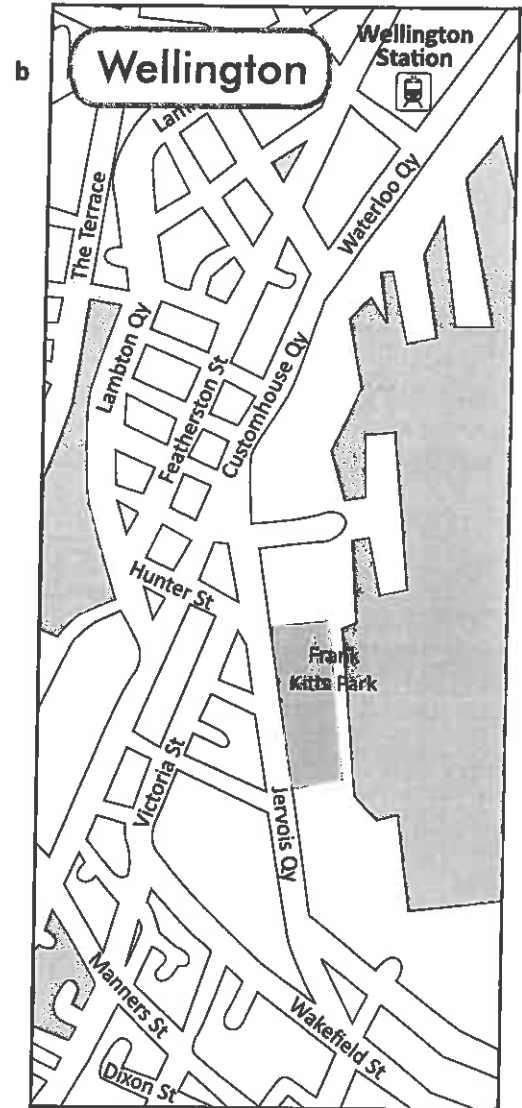 b
Wellington
Wellington
Station
Lam
The Terrace
Waterloo Qy
Lambton Qy
Featherston St
Customhouse Qy
Hunter St
Frank
Kitts Park
Victoria St
Jervois Qy
Manners St
Wakefield St
Dixon St